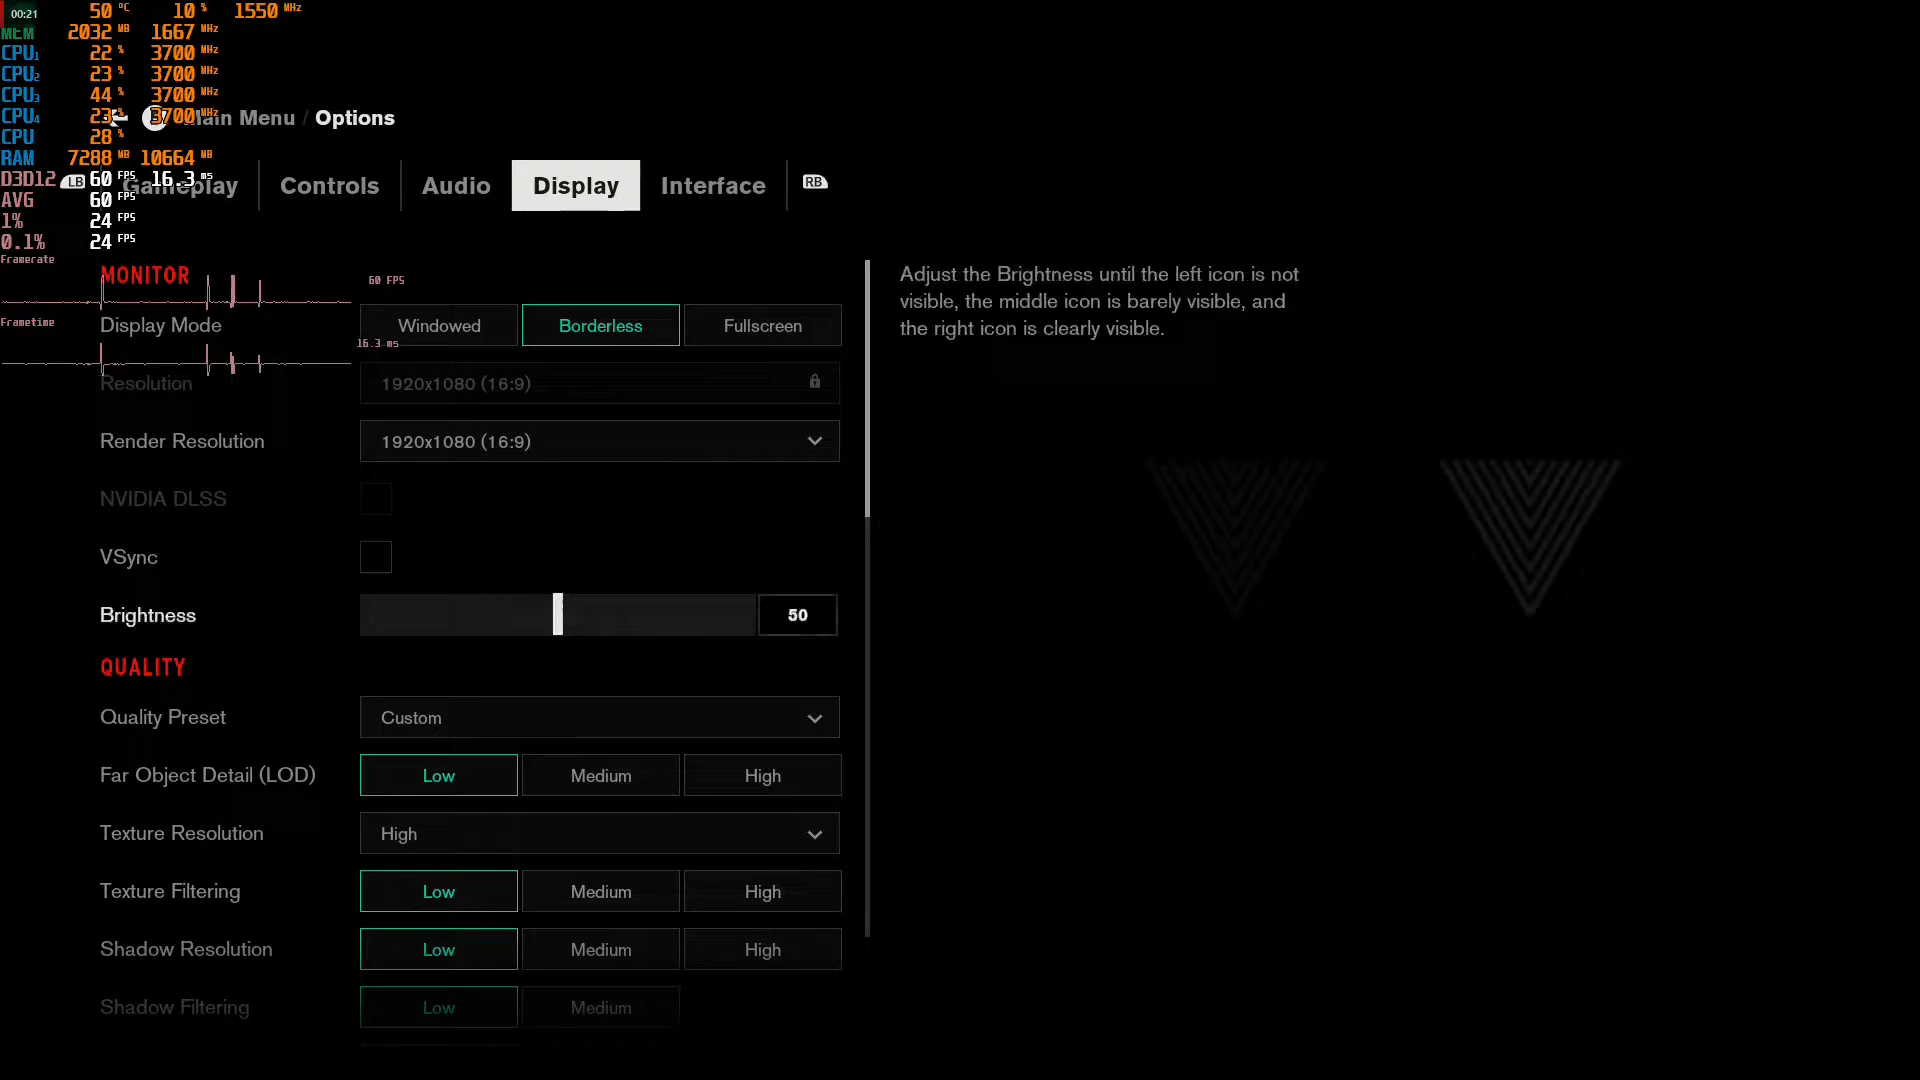 00:21 50 °C 10 % 1550 MHz
MEM 2032 MB 1667 MHz
CPU1 22 % 3700 MHz
CPU2 23 % 3700 MHz
CPU3 44 % 3700 MHz
CPU4 23 % 3700 MHz
Main Menu / Options
CPU 28 %
RAM 7288 MB 10664 MB
D3D12 60 FPS 16.3 ms
LB Gameplay Controls Audio Display Interface RB
AVG 60 FPS
1% 24 FPS
0.1% 24 FPS
Framerate
MONITOR
60 FPS
Frametime
Display Mode Windowed Borderless Fullscreen
16.3 ms
Resolution 1920x1080 (16:9)
Render Resolution 1920x1080 (16:9)
NVIDIA DLSS
VSync
Brightness 50
QUALITY
Quality Preset Custom
Far Object Detail (LOD) Low Medium High
Texture Resolution High
Texture Filtering Low Medium High
Shadow Resolution Low Medium High
Shadow Filtering Low Medium
Adjust the Brightness until the left icon is not
visible, the middle icon is barely visible, and
the right icon is clearly visible.